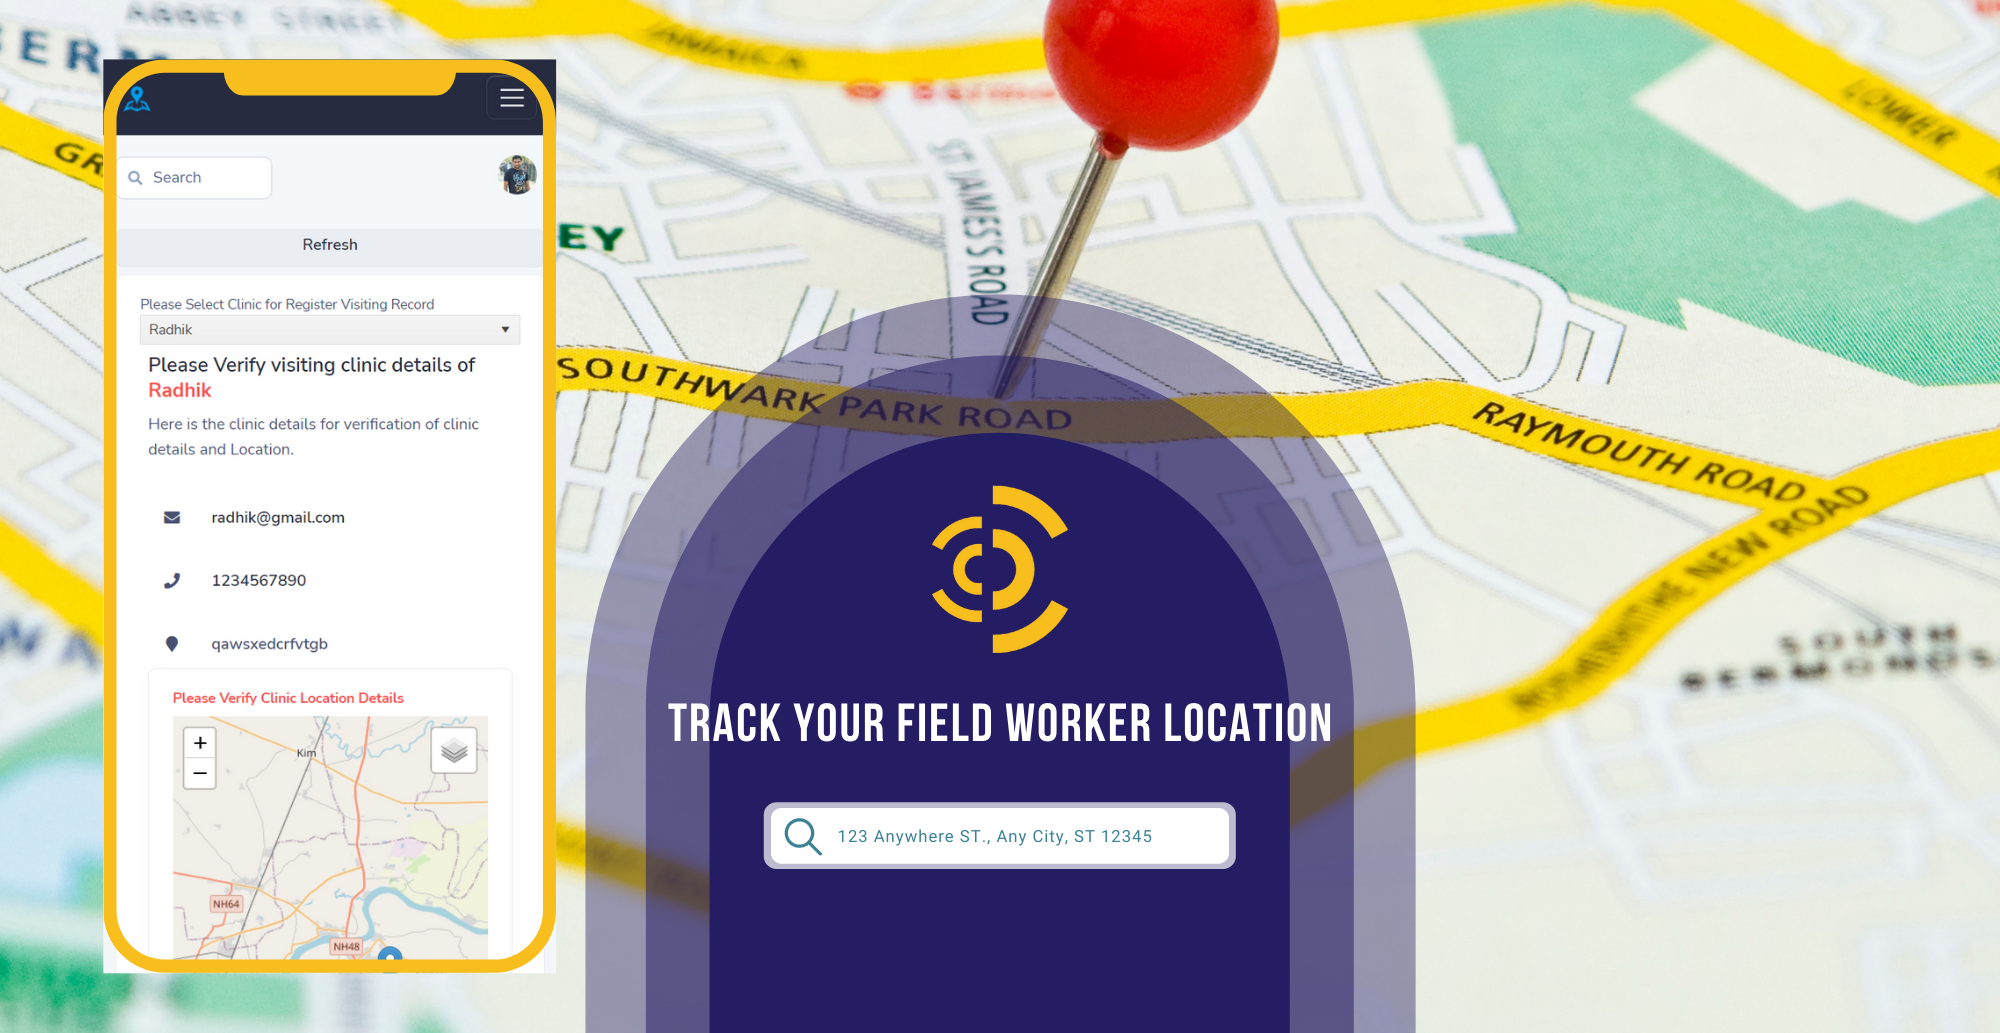 ABBEY STREET
JAMAICA
LOWER
ST JAMES'S ROAD
EY
SOUTHWARK PARK ROAD
RAYMOUTH ROAD
ROTHERHITHE NEW ROAD
SOUTH
Search
Refresh
Please Select Clinic for Register Visiting Record
Radhik
Please Verify visiting clinic details of
Radhik
Here is the clinic details for verification of clinic
details and Location.
radhik@gmail.com
1234567890
qawsxedcrfvtgb
Please Verify Clinic Location Details
+
−
Kim
NH64
NH48
TRACK YOUR FIELD WORKER LOCATION
123 Anywhere ST., Any City, ST 12345